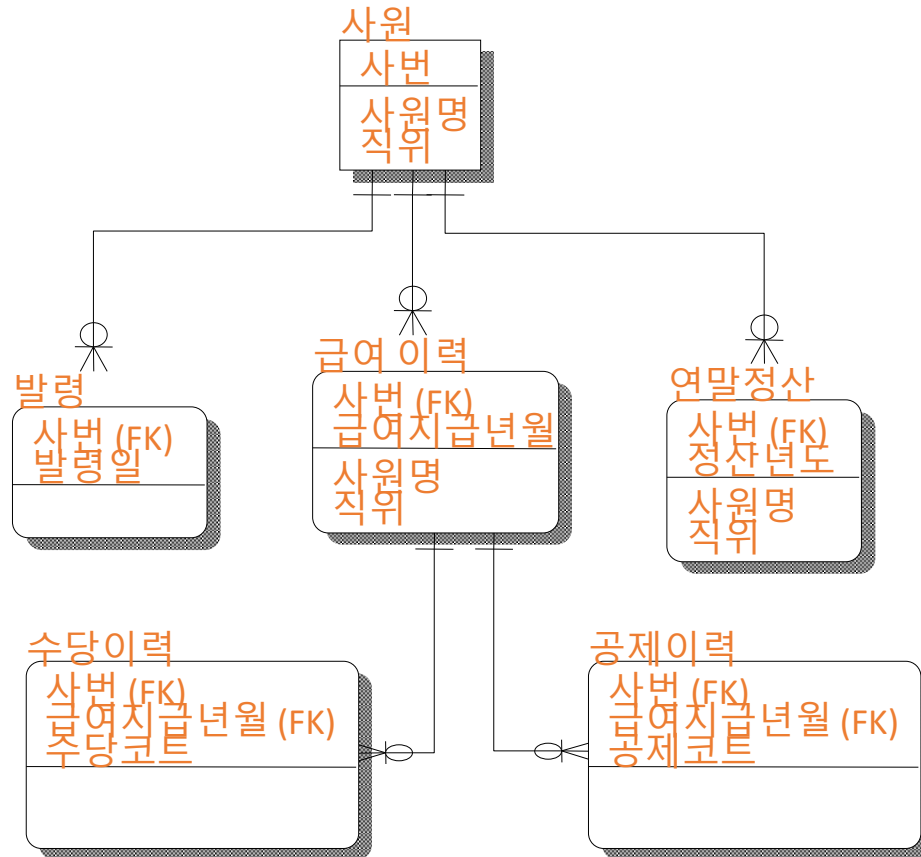 사원
사번
사원명
직위
발령
사번 (FK)
발령일
급여 이력
사번 (FK)
급여지급년월
사원명
직위
연말정산
사번 (FK)
정산년도
사원명
직위
수당이력
사번 (FK)
급여지급년월 (FK)
수당코트
공제이력
사번 (FK)
급여지급년월 (FK)
공제코트